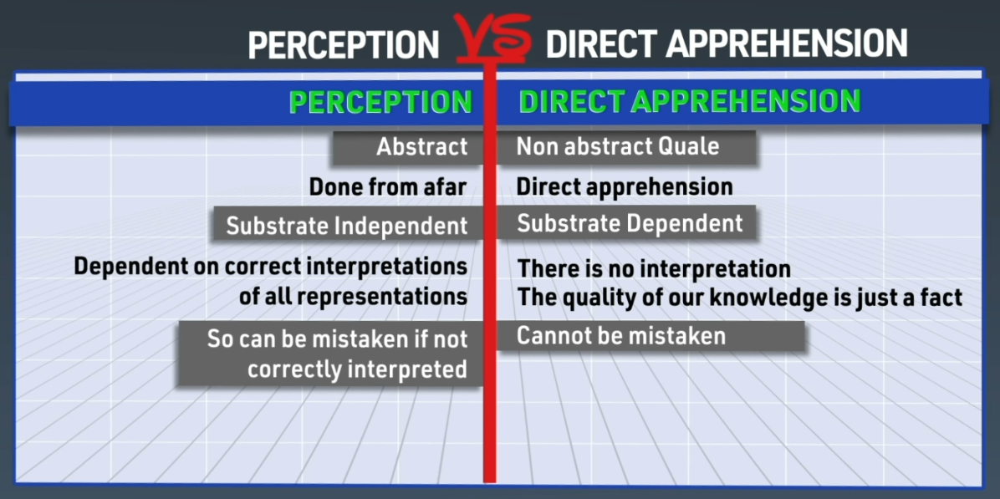 PERCEPTION VS DIRECT APPREHENSION
PERCEPTION DIRECT APPREHENSION
Abstract Non abstract Quale
Done from afar Direct apprehension
Substrate Independent Substrate Dependent
Dependent on correct interpretations
of all representations
There is no interpretation
The quality of our knowledge is just a fact
So can be mistaken if not
correctly interpreted
Cannot be mistaken